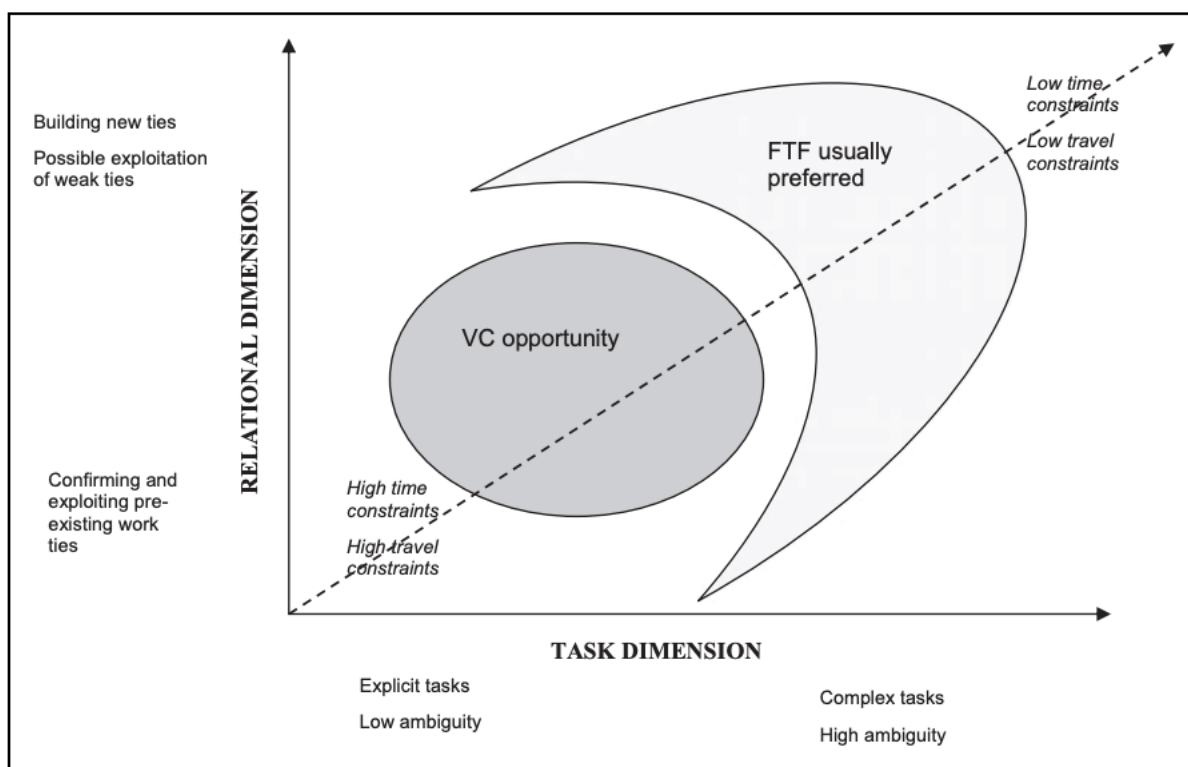 Building new ties
Possible exploitation
of weak ties
RELATIONAL DIMENSION
Confirming and
exploiting pre-
existing work
ties
Low time
constraints
Low travel
constraints
FTF usually
preferred
VC opportunity
High time
constraints
High travel
constraints
TASK DIMENSION
Explicit tasks
Low ambiguity
Complex tasks
High ambiguity